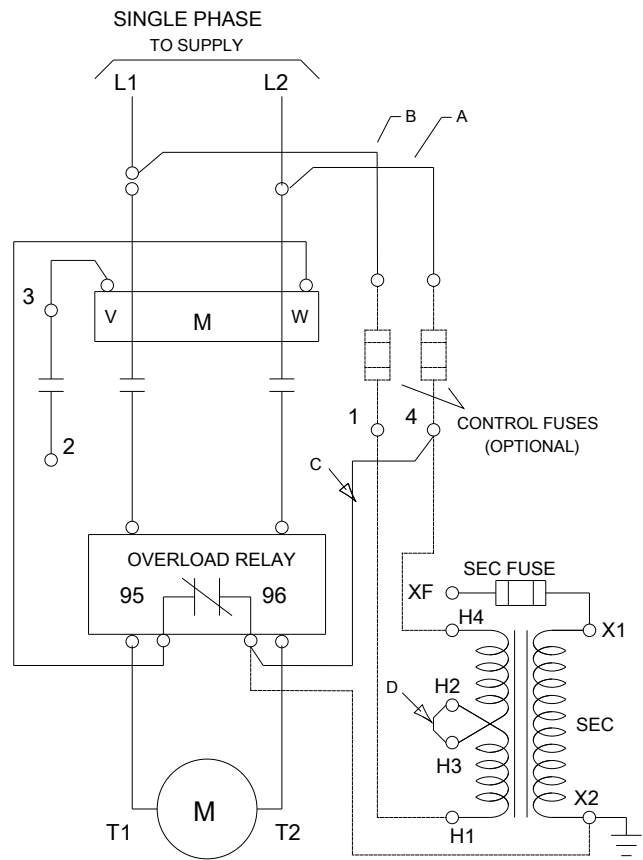 SINGLE PHASE
TO SUPPLY
L1 L2
B A
3
V M W
2
1 4
CONTROL FUSES
(OPTIONAL)
C
OVERLOAD RELAY
95 96
SEC FUSE
XF
H4 X1
H2
D
SEC
H3
X2
H1
M
T1 T2